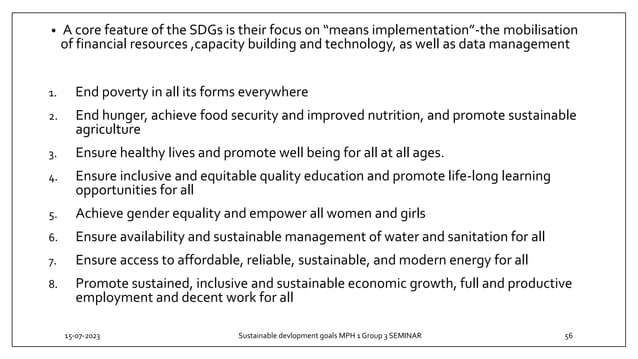 • A core feature of the SDGs is their focus on “means implementation”-the mobilisation
of financial resources ,capacity building and technology, as well as data management
1. End poverty in all its forms everywhere
2. End hunger, achieve food security and improved nutrition, and promote sustainable
agriculture
3. Ensure healthy lives and promote well being for all at all ages.
4. Ensure inclusive and equitable quality education and promote life-long learning
opportunities for all
5. Achieve gender equality and empower all women and girls
6. Ensure availability and sustainable management of water and sanitation for all
7. Ensure access to affordable, reliable, sustainable, and modern energy for all
8. Promote sustained, inclusive and sustainable economic growth, full and productive
employment and decent work for all
15-07-2023 Sustainable devlopment goals MPH 1 Group 3 SEMINAR 56